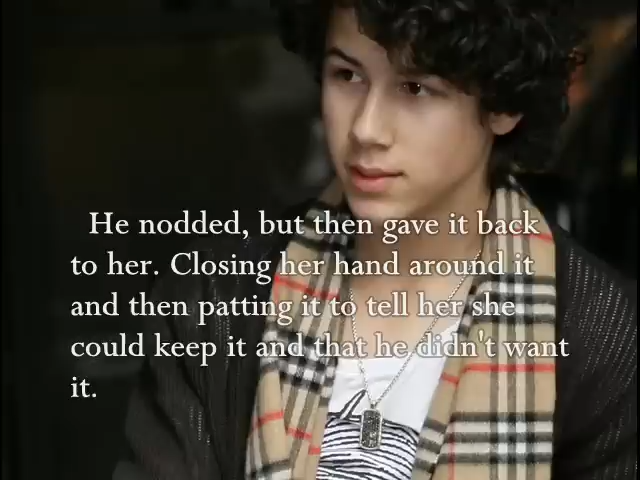 He nodded, but then gave it back
to her. Closing her hand around it
and then patting it to tell her she
could keep it and that he didn't want
it.